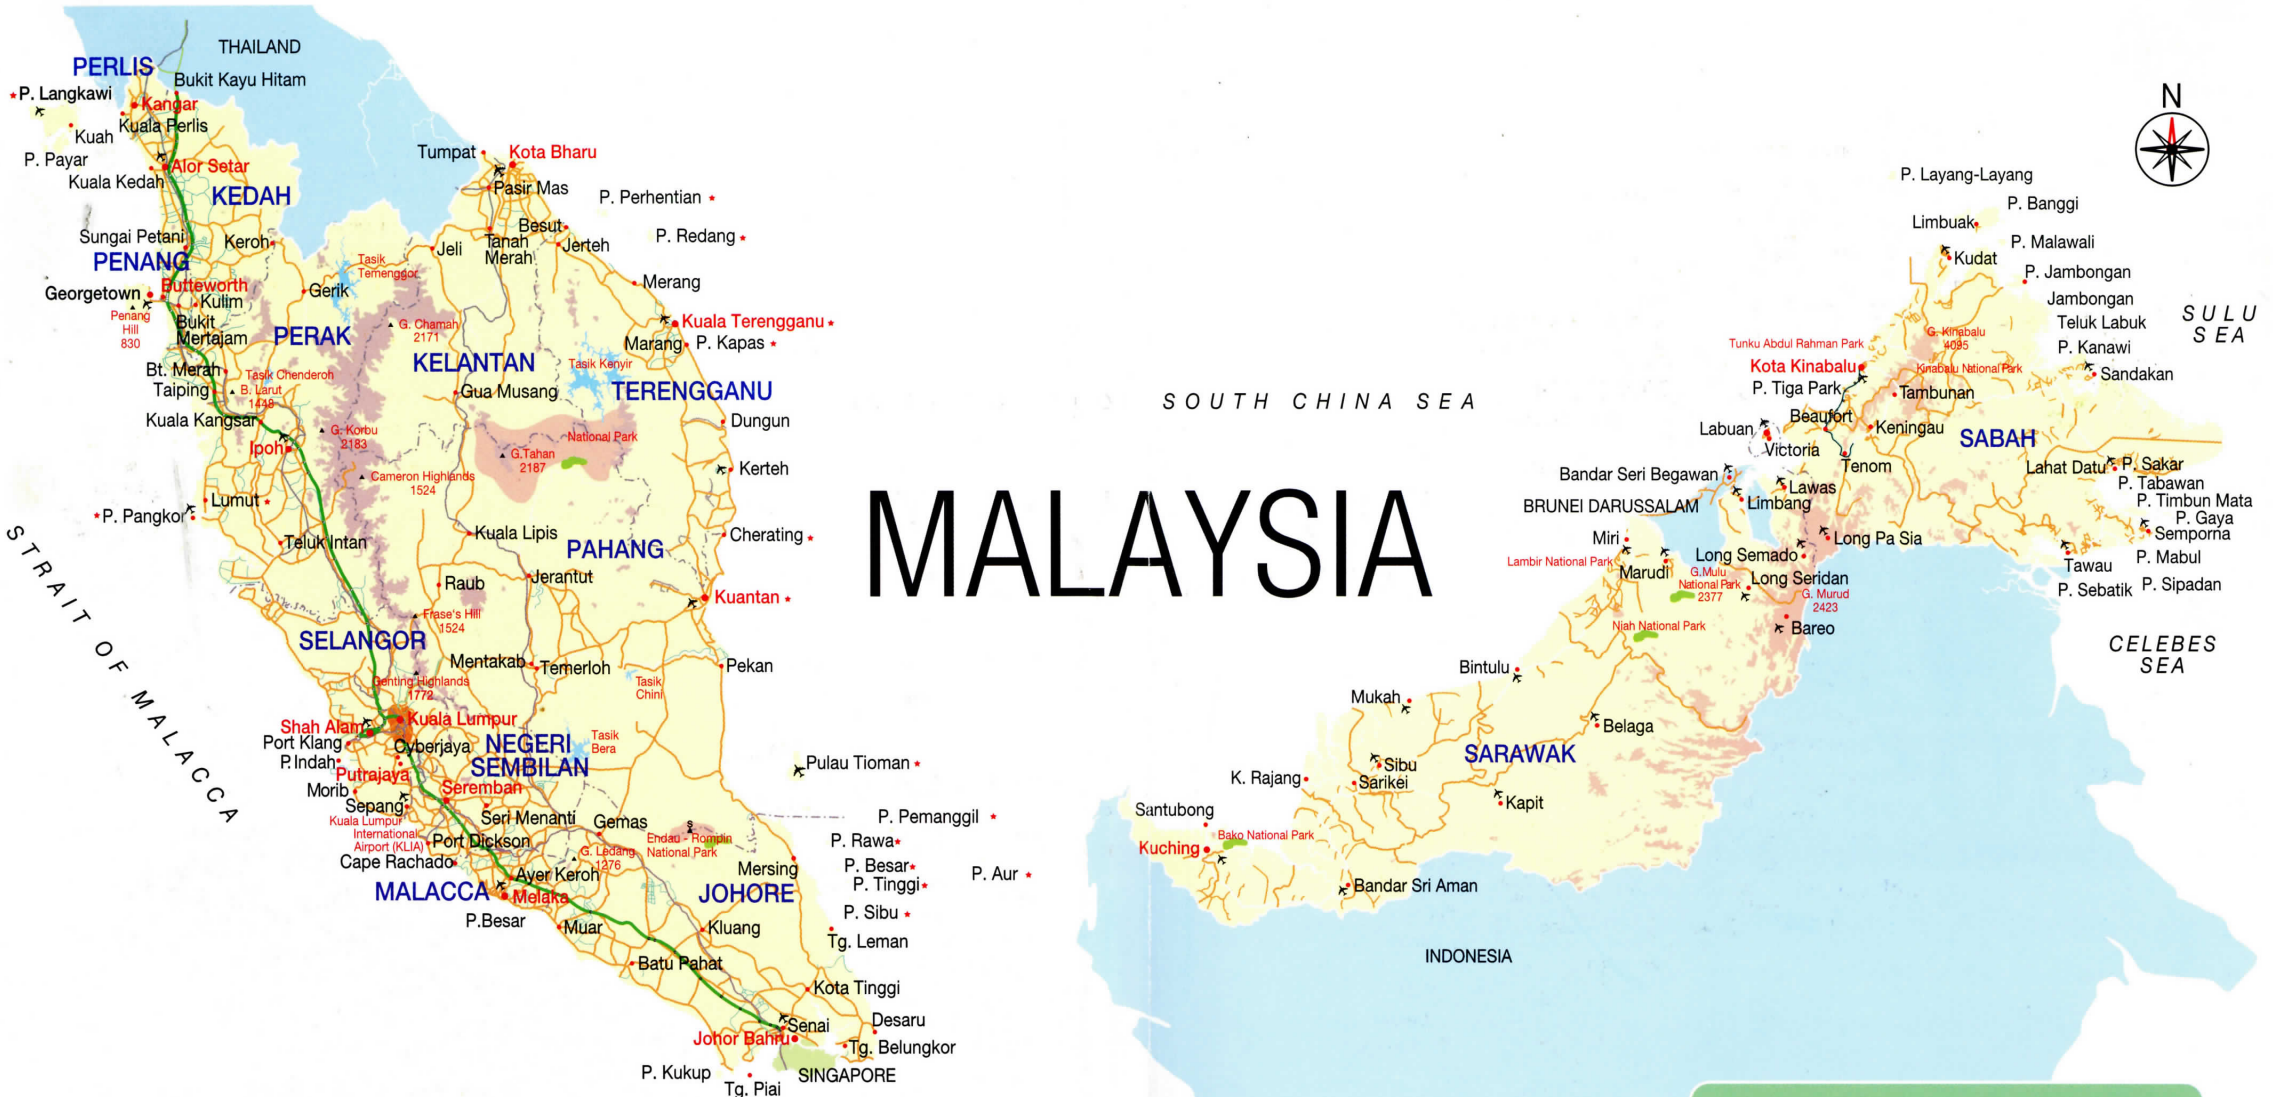 THAILAND
PERLIS
Bukit Kayu Hitam
P. Langkawi
Kangar
Kuala Perlis
Kuah
P. Payar
Alor Setar
Kuala Kedah
KEDAH
Tumpat
Kota Bharu
Pasir Mas
P. Perhentian
Besut
P. Redang
Sungai Petani
Keroh
Jeli
Tanah
Merah
Jerteh
PENANG
Tasik
Temenggor
Butteworth
Georgetown
Kulim
Gerik
Merang
Penang
Hill
830
Bukit
Mertajam
PERAK
G. Chamah
2171
Kuala Terengganu
Marang
P. Kapas
KELANTAN
Tasik Kenyir
Bt. Merah
Tasik Chenderoh
Taiping
B. Larut
1448
Gua Musang
TERENGGANU
Kuala Kangsar
Dungun
G. Korbu
2183
National Park
Ipoh
G.Tahan
2187
Kerteh
Cameron Highlands
1524
Lumut
P. Pangkor
Kuala Lipis
Cherating
Teluk Intan
PAHANG
Raub
Jerantut
Kuantan
Frase's Hill
1524
SELANGOR
Mentakab
Temerloh
Pekan
Genting Highlands
1772
Tasik
Chini
STRAIT OF MALACCA
Kuala Lumpur
Shah Alam
Port Klang
Cyberjaya
NEGERI
SEMBILAN
Tasik
Bera
P.Indah
Putrajaya
Pulau Tioman
Morib
Seremban
Sepang
Seri Menanti
Gemas
P. Pemanggil
Kuala Lumpur
International
Airport (KLIA)
Port Dickson
Endau - Rompin
National Park
S
P. Rawa
G. Ledang
1276
Cape Rachado
Mersing
P. Besar
P. Aur
Ayer Keroh
P. Tinggi
MALACCA
Melaka
JOHORE
P.Besar
Muar
Kluang
P. Sibu
Tg. Leman
Batu Pahat
Kota Tinggi
Senai
Desaru
Johor Bahru
Tg. Belungkor
P. Kukup
SINGAPORE
Tg. Piai
SOUTH CHINA SEA
MALAYSIA
N
P. Layang-Layang
P. Banggi
Limbuak
P. Malawali
Kudat
P. Jambongan
Jambongan
SULU
SEA
Teluk Labuk
G. Kinabalu
4095
Tunku Abdul Rahman Park
P. Kanawi
Kota Kinabalu
Kinabalu National Park
Sandakan
P. Tiga Park
Tambunan
Beaufort
Labuan
Keningau
SABAH
Victoria
Tenom
Lahat Datu
P. Sakar
Bandar Seri Begawan
P. Tabawan
Lawas
BRUNEI DARUSSALAM
Limbang
P. Timbun Mata
P. Gaya
Semporna
Miri
Long Pa Sia
Long Semado
Lambir National Park
Marudi
P. Mabul
Tawau
G.Mulu
National Park
2377
Long Seridan
P. Sebatik
P. Sipadan
G. Murud
2423
Niah National Park
Bareo
CELEBES
SEA
Bintulu
Mukah
Belaga
SARAWAK
K. Rajang
Sibu
Sarikei
Kapit
Santubong
Bako National Park
Kuching
Bandar Sri Aman
INDONESIA